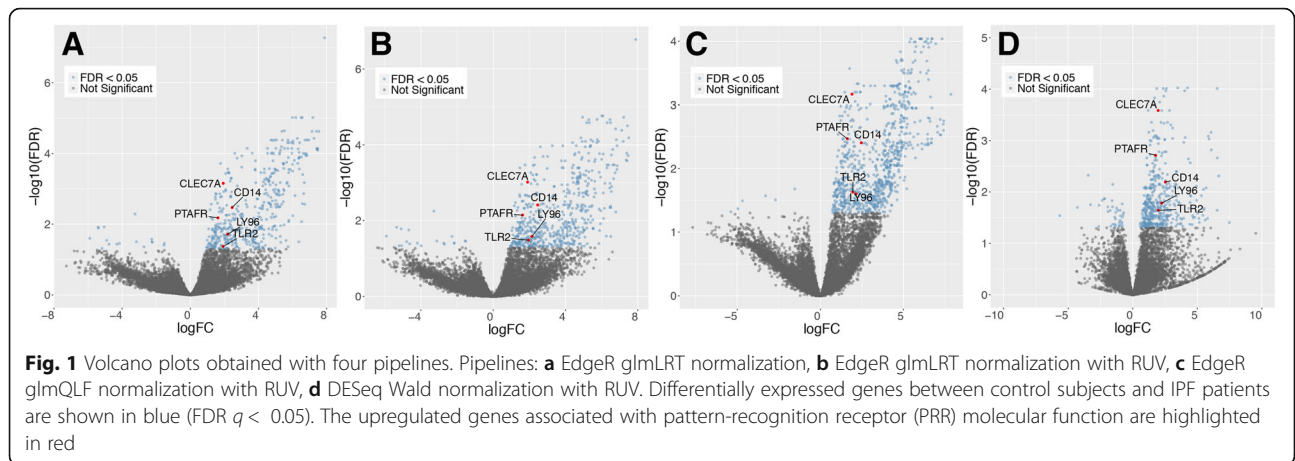 A
FDR < 0.05
Not Significant
6
4
2
0
-log10(FDR)
CLEC7A
CD14
PTAFR
LY96
TLR2
-8
-4
0
4
8
logFC
B
FDR < 0.05
Not Significant
6
4
2
0
-log10(FDR)
CLEC7A
CD14
PTAFR
LY96
TLR2
-4
0
4
8
logFC
C
FDR < 0.05
Not Significant
4
3
2
1
0
-log10(FDR)
CLEC7A
PTAFR
CD14
TLR2
LY96
-5
0
5
logFC
D
FDR < 0.05
Not Significant
5
4
3
2
1
0
-log10(FDR)
CLEC7A
PTAFR
CD14
LY96
TLR2
-10
-5
0
5
10
logFC
Fig. 1 Volcano plots obtained with four pipelines. Pipelines: a EdgeR glmLRT normalization, b EdgeR glmLRT normalization with RUV, c EdgeR
glmQLF normalization with RUV, d DESeq Wald normalization with RUV. Differentially expressed genes between control subjects and IPF patients
are shown in blue (FDR q < 0.05). The upregulated genes associated with pattern-recognition receptor (PRR) molecular function are highlighted
in red